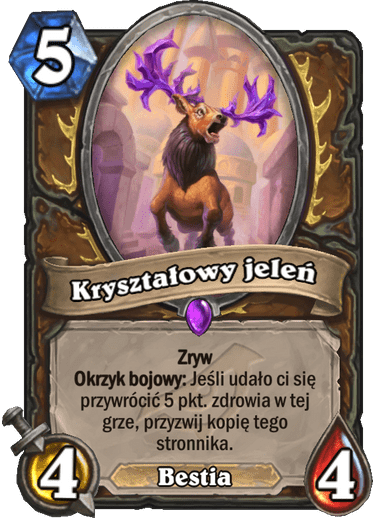 5
Kryształowy jeleń
Zryw
Okrzyk bojowy: Jeśli udało ci się
przywrócić 5 pkt. zdrowia w tej
grze, przyzwij kopię tego
stronnika.
4
Bestia
4